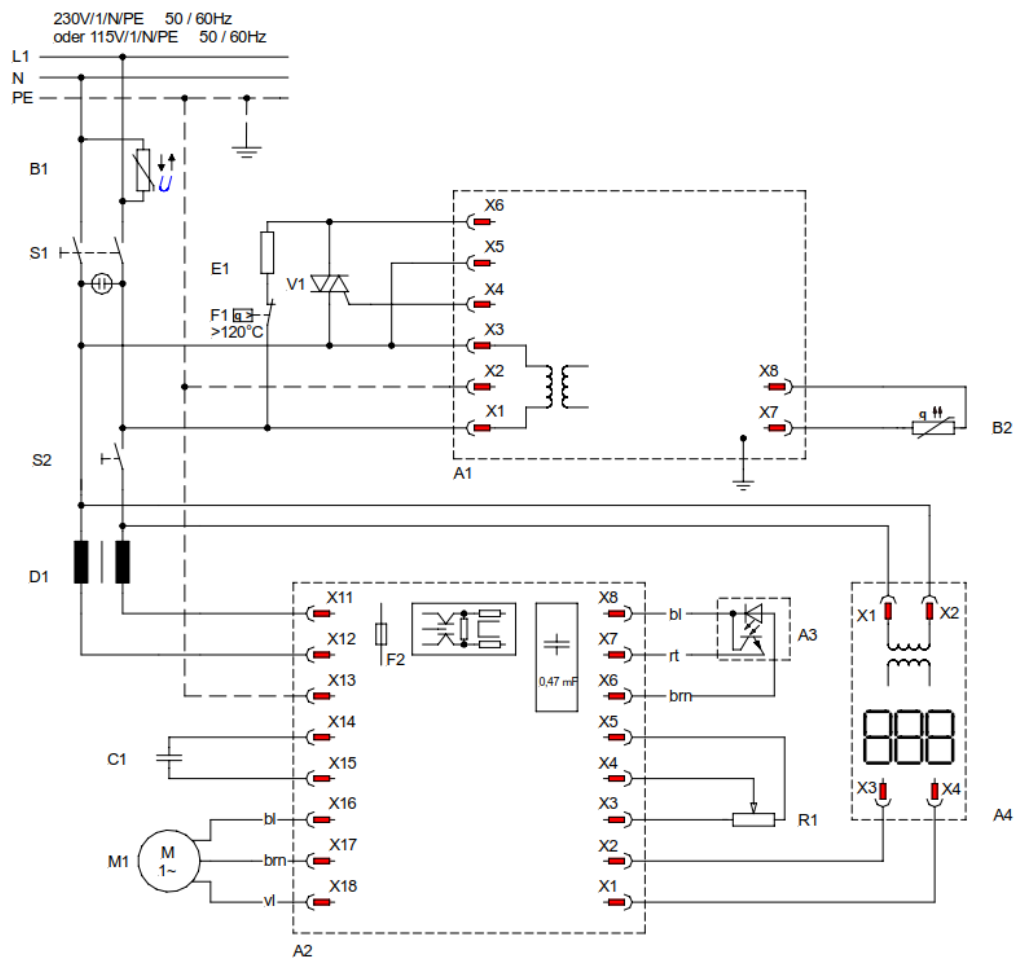 230V/1/N/PE 50 / 60Hz
oder 115V/1/N/PE 50 / 60Hz
L1
N
PE
B1
U
S1
E1
V1
F1 q >
>120°C
X6
X5
X4
X3
X2
X1
X8
X7
q
B2
A1
S2
D1
X11
X12
X13
X14
X15
X16
X17
X18
F2
0,47 mF
X8
X7
X6
X5
X4
X3
X2
X1
bl
rt
brn
A3
C1
M1
M
1~
bl
brn
vl
R1
A2
X1
X2
X3
X4
A4